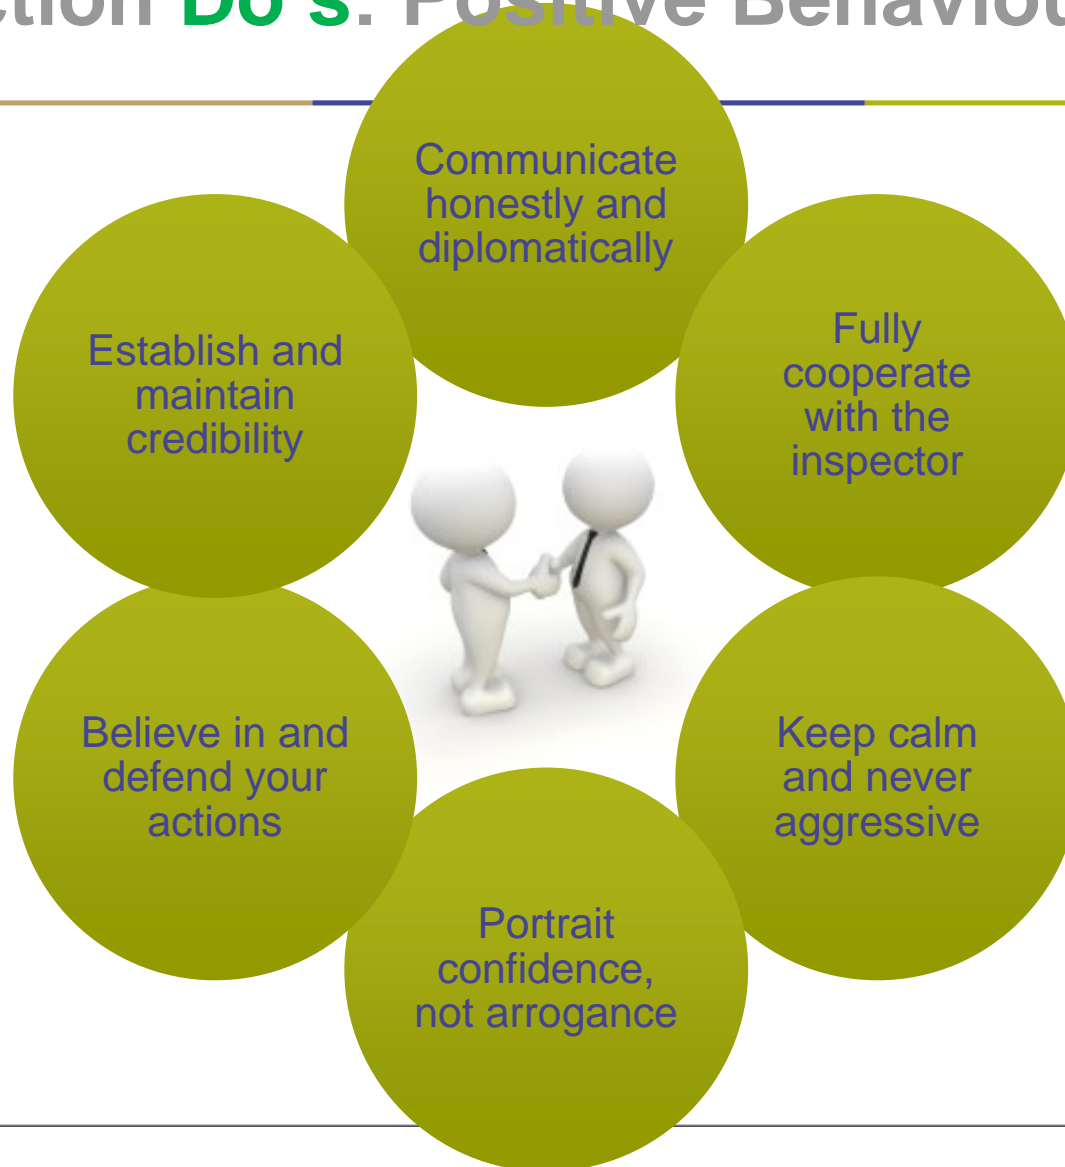 ction Do's: Positive Behaviou
Communicate
honestly and
diplomatically
Fully
cooperate
with the
inspector
Keep calm
and never
aggressive
Portrait
confidence,
not arrogance
Believe in and
defend your
actions
Establish and
maintain
credibility